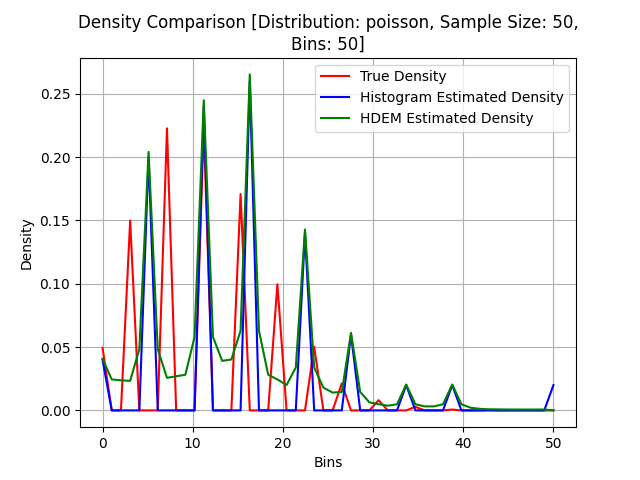 Density Comparison [Distribution: poisson, Sample Size: 50,
Bins: 50]
True Density
Histogram Estimated Density
HDEM Estimated Density
Density
0.25
0.20
0.15
0.10
0.05
0.00
0 10 20 30 40 50
Bins